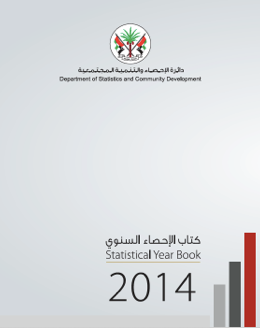 دائرة الإحصاء والتنمية المجتمعية
Department of Statistics and Community Development
كتاب الإحصاء السنوي
Statistical Year Book
2014